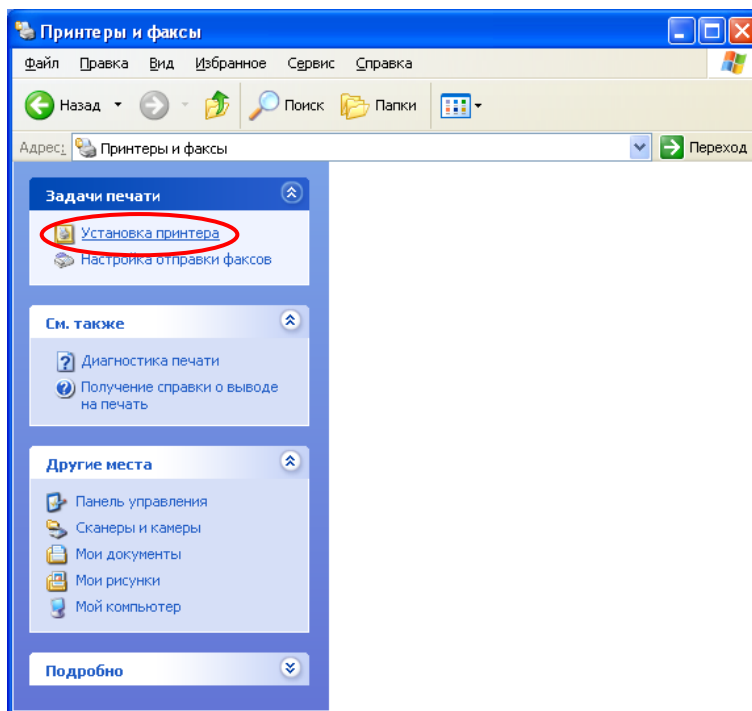 Принтеры и факсы
Файл Правка Вид Избранное Сервис Справка
Назад Поиск Папки
Адрес: Принтеры и факсы Переход
Задачи печати
Установка принтера
Настройка отправки факсов
См. также
Диагностика печати
Получение справки о выводе
на печать
Другие места
Панель управления
Сканеры и камеры
Мои документы
Мои рисунки
Мой компьютер
Подробно